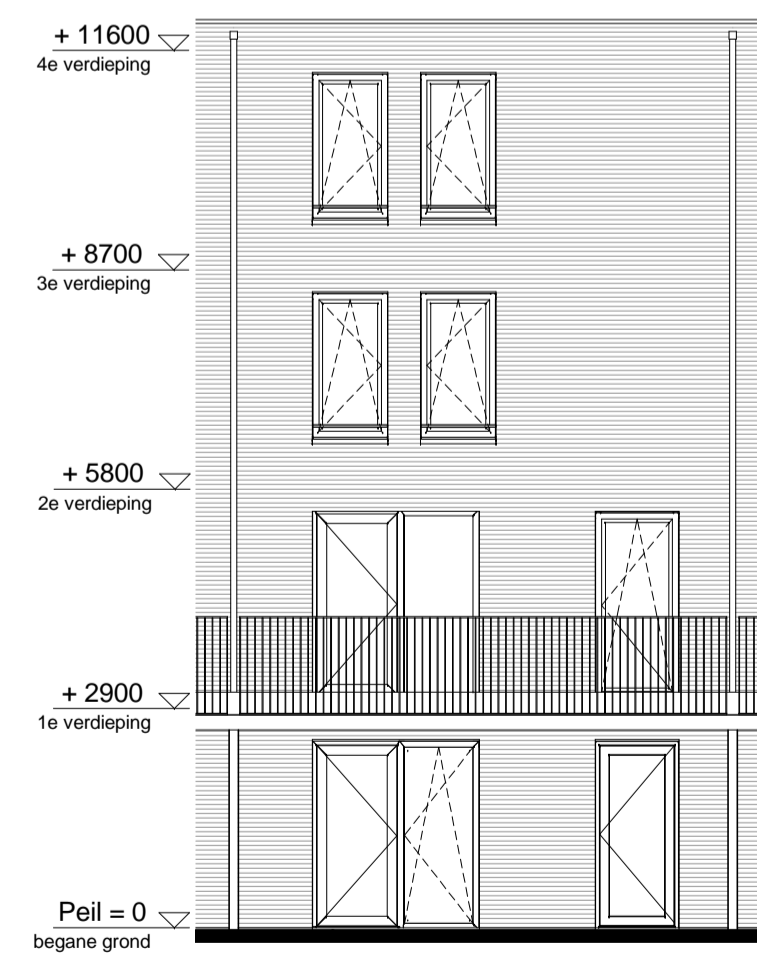 + 11600
4e verdieping
+ 8700
3e verdieping
+ 5800
2e verdieping
+ 2900
1e verdieping
Peil = 0
begane grond